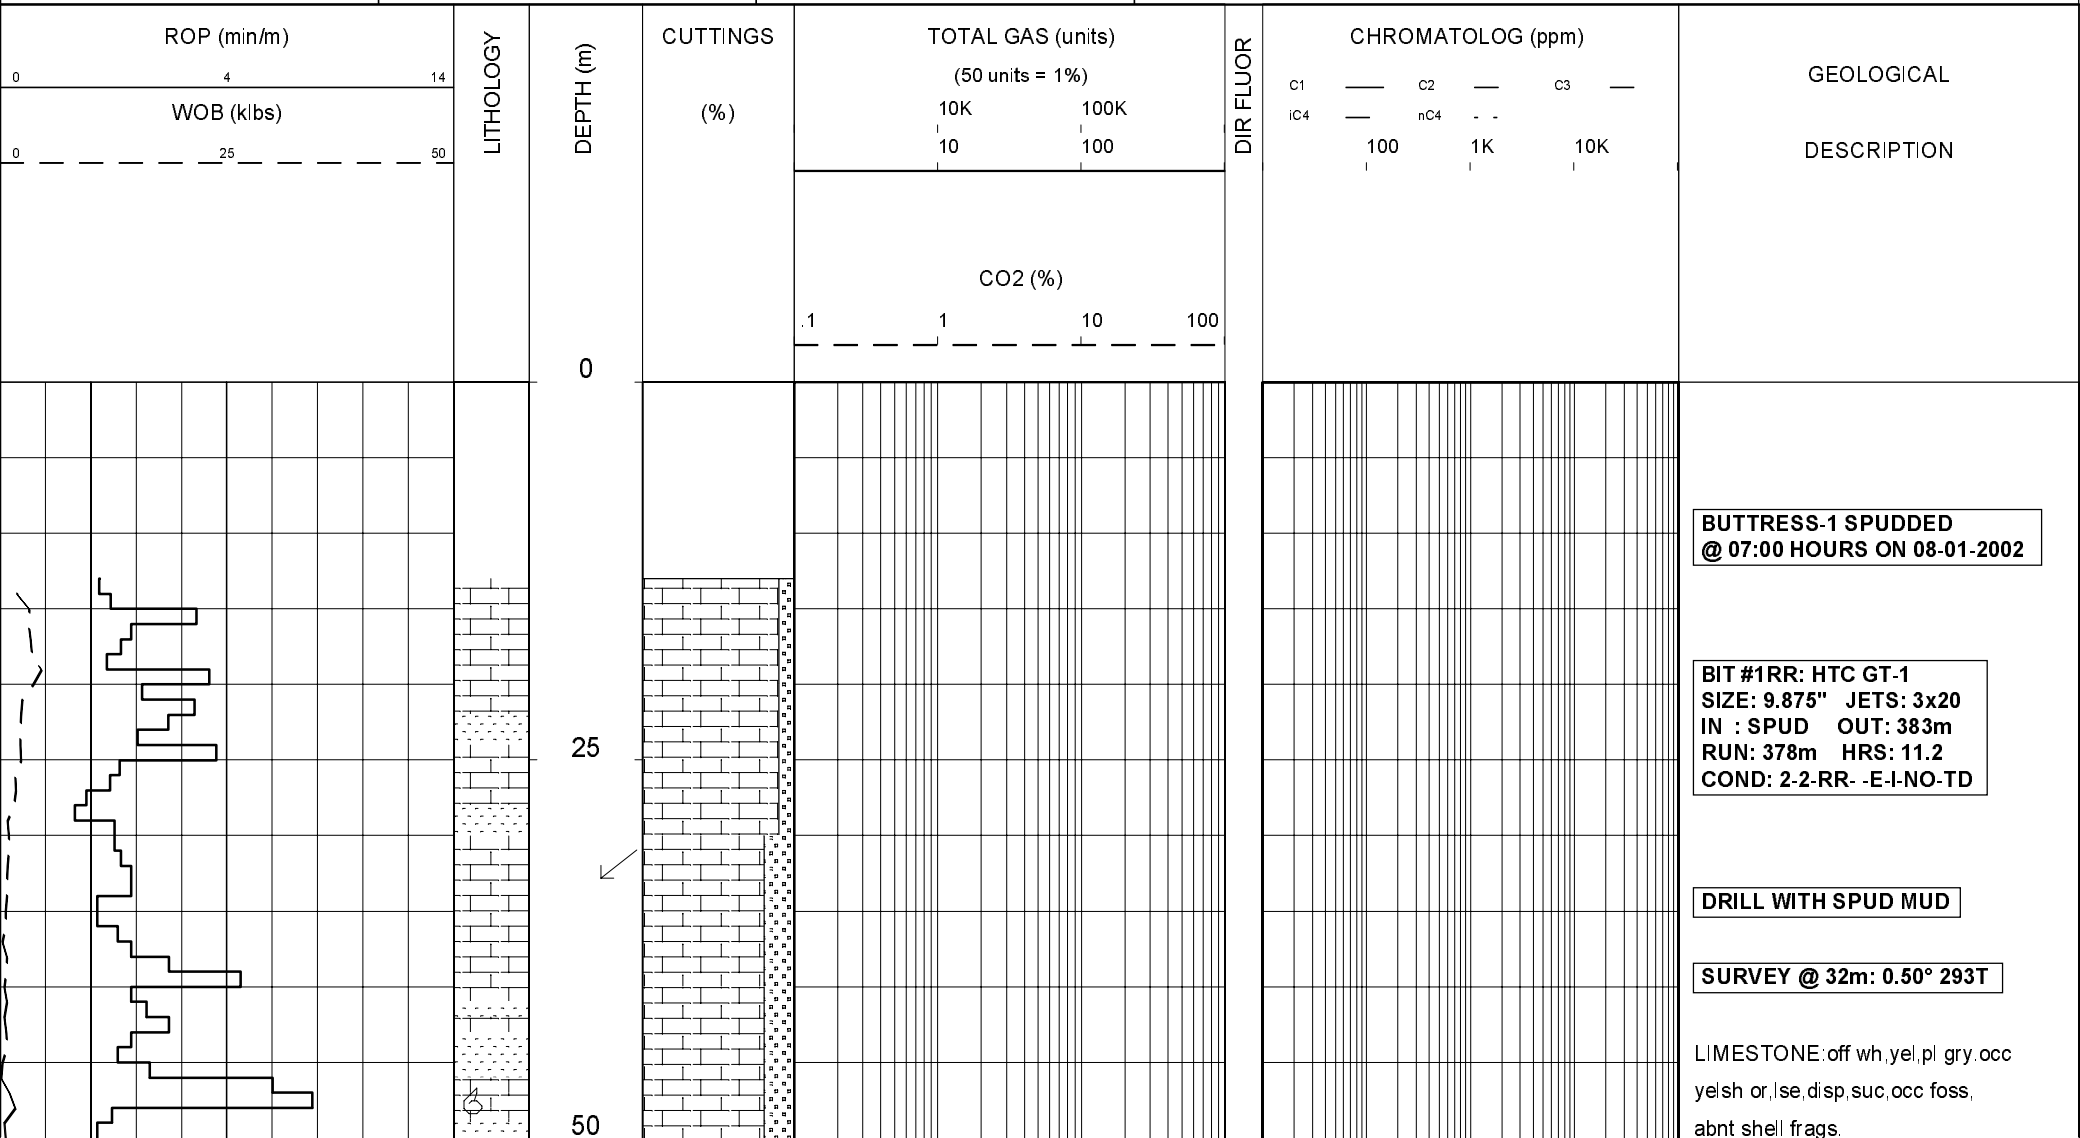 ROP (min/m)
0 4 14
WOB (klbs)
0 25 50
LITHOLOGY
DEPTH (m)
CUTTINGS
(%)
TOTAL GAS (units)
(50 units = 1%)
10K 100K
10 100
CO2 (%)
.1 1 10 100
DIR FLUOR
CHROMATOLOG (ppm)
C1 C2 C3
iC4 nC4
100 1K 10K
GEOLOGICAL
DESCRIPTION
0
25
50
BUTTRESS-1 SPUDDED
@ 07:00 HOURS ON 08-01-2002
BIT #1RR: HTC GT-1
SIZE: 9.875" JETS: 3x20
IN : SPUD OUT: 383m
RUN: 378m HRS: 11.2
COND: 2-2-RR- -E-I-NO-TD
DRILL WITH SPUD MUD
SURVEY @ 32m: 0.50° 293T
LIMESTONE:off wh,yel,pl gry.occ
yelsh or,lse,disp,suc,occ foss,
abnt shell frags.